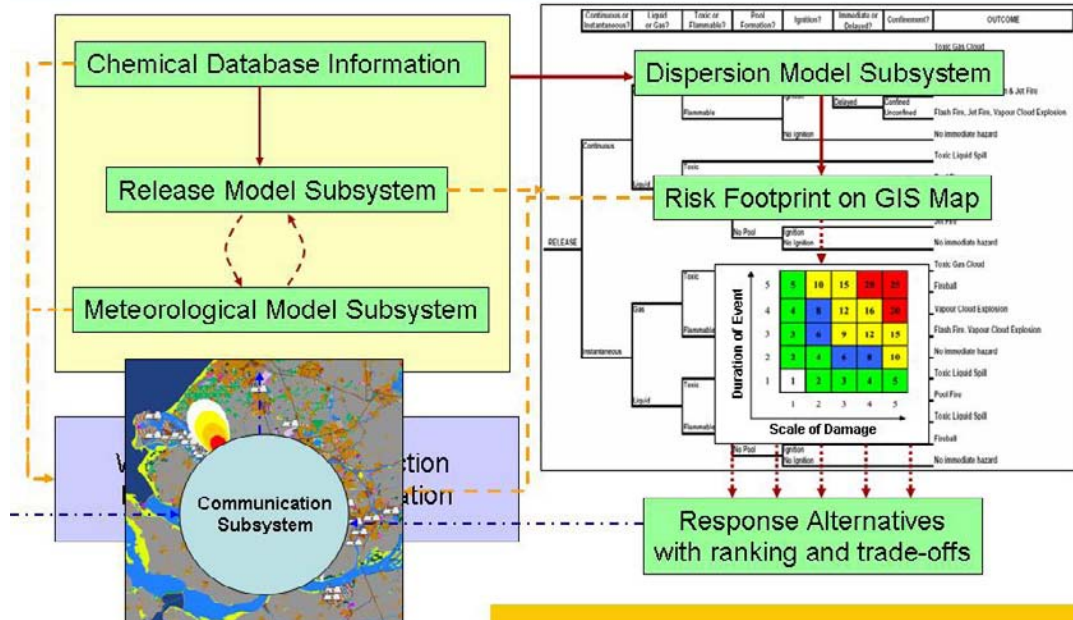 Continuous or Instantaneous?
Liquid or Gas?
Toxic or Flammable?
Pool Formation?
Ignition?
Immediate or Delayed?
Confinement?
OUTCOME
Chemical Database Information
Release Model Subsystem
Meteorological Model Subsystem
Communication
Subsystem
Dispersion Model Subsystem
Toxic Gas Cloud
& Jet Fire
Delayed
Confined
Unconfined
Flash Fire, Jet Fire, Vapour Cloud Explosion
Flammable
No Ignition
No immediate hazard
Continuous
Toxic
Toxic Liquid Spill
Liquid
Risk Footprint on GIS Map
Jet Fire
No Pool
Ignition
No Ignition
No immediate hazard
RELEASE
Toxic
Toxic Gas Cloud
Fireball
Gas
Vapour Cloud Explosion
Flammable
Flash Fire, Vapour Cloud Explosion
No immediate hazard
Instantaneous
Toxic Liquid Spill
Toxic
Pool Fire
Liquid
Toxic Liquid Spill
Flammable
Fireball
No Pool
Ignition
No Ignition
No immediate hazard
Duration of Event
5 5 10 15 20 25
4 4 8 12 16 20
3 3 6 9 12 15
2 2 4 6 8 10
1 1 2 3 4 5
1 2 3 4 5
Scale of Damage
Response Alternatives
with ranking and trade-offs